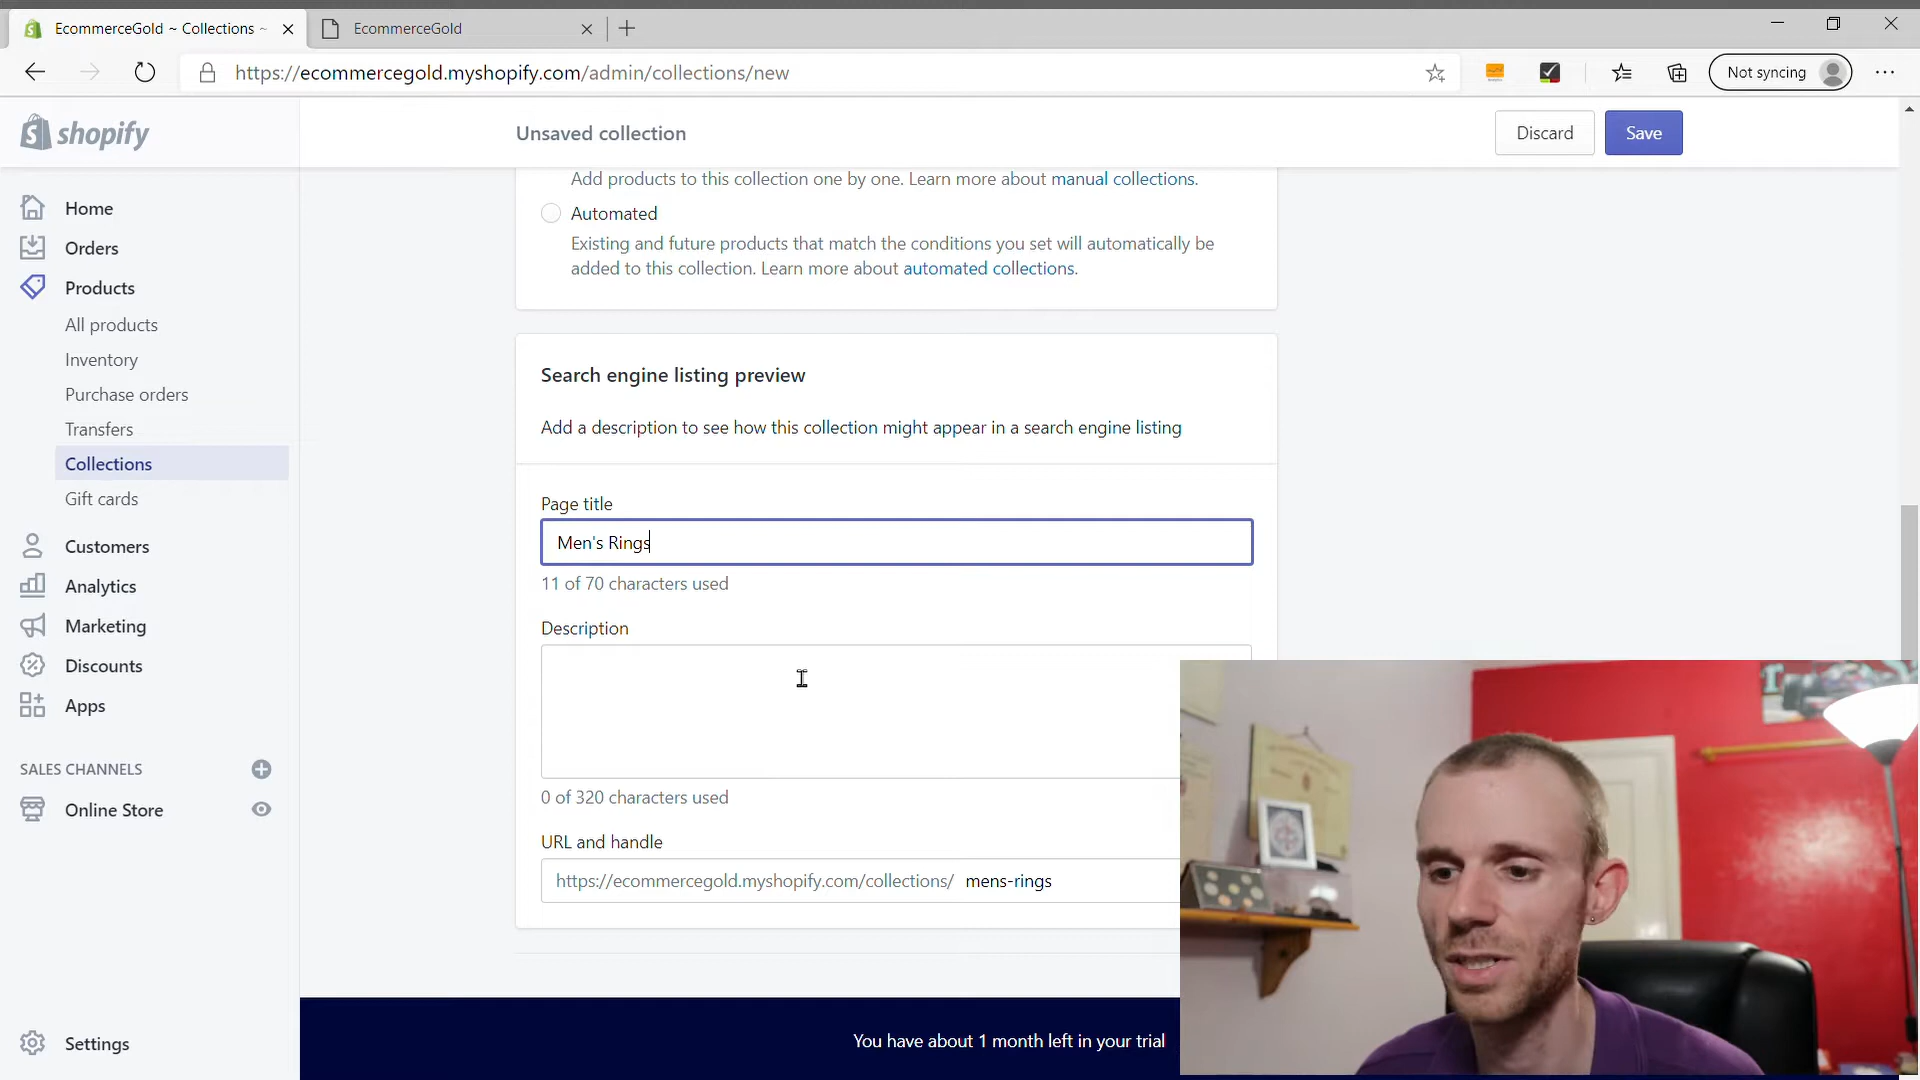 EcommerceGold ~ Collections ~
EcommerceGold
https://ecommercegold.myshopify.com/admin/collections/new
Not syncing
shopify
Unsaved collection
Discard
Save
Home
Orders
Products
All products
Inventory
Purchase orders
Transfers
Collections
Gift cards
Customers
Analytics
Marketing
Discounts
Apps
SALES CHANNELS
Online Store
Settings
Add products to this collection one by one. Learn more about manual collections.
Automated
Existing and future products that match the conditions you set will automatically be
added to this collection. Learn more about automated collections.
Search engine listing preview
Add a description to see how this collection might appear in a search engine listing
Page title
Men's Rings
11 of 70 characters used
Description
0 of 320 characters used
URL and handle
https://ecommercegold.myshopify.com/collections/ mens-rings
You have about 1 month left in your trial